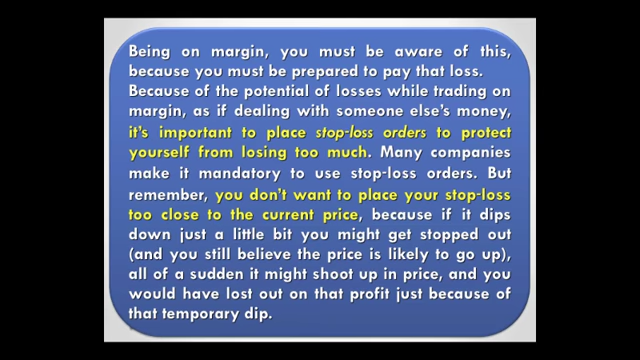 Being on margin, you must be aware of this,
because you must be prepared to pay that loss.
Because of the potential of losses while trading on
margin, as if dealing with someone else's money,
it's important to place stop-loss orders to protect
yourself from losing too much. Many companies
make it mandatory to use stop-loss orders. But
remember, you don't want to place your stop-loss
too close to the current price, because if it dips
down just a little bit you might get stopped out
(and you still believe the price is likely to go up),
all of a sudden it might shoot up in price, and you
would have lost out on that profit just because of
that temporary dip.